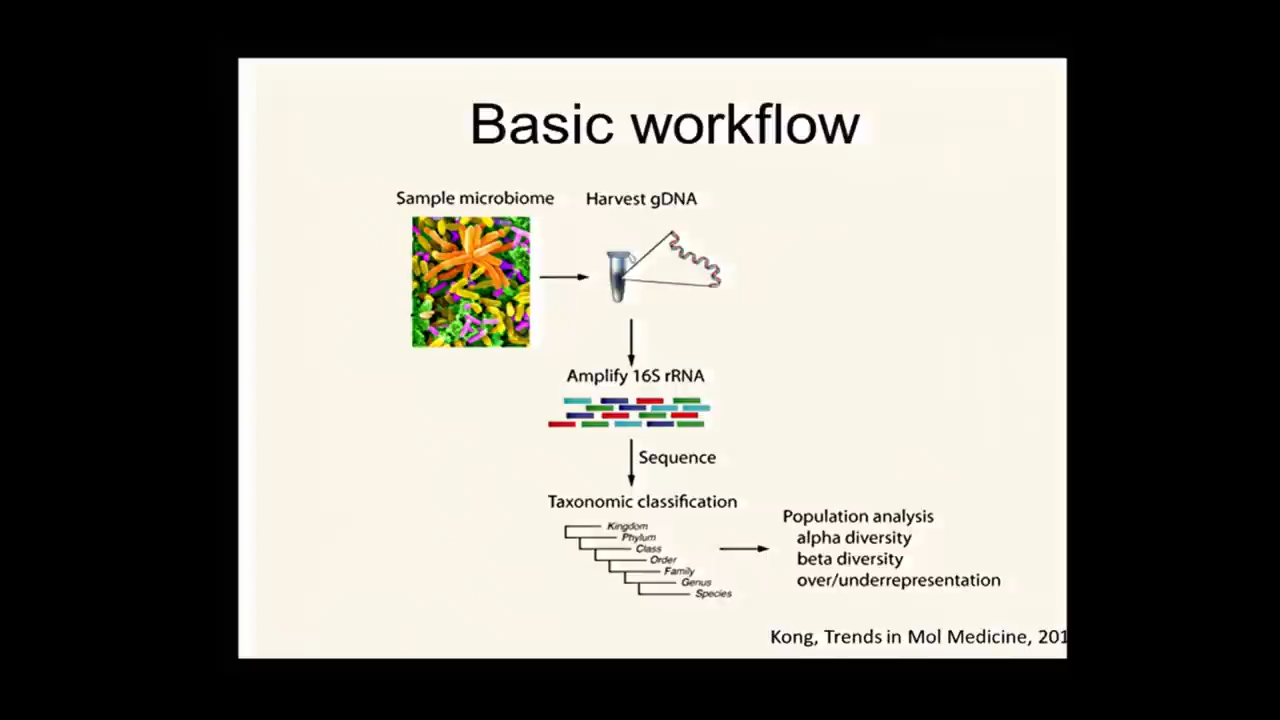 Basic workflow
Sample microbiome
Harvest gDNA
Amplify 16S rRNA
Sequence
Taxonomic classification
Kingdom
Phylum
Class
Order
Family
Genus
Species
Population analysis
alpha diversity
beta diversity
over/underrepresentation
Kong, Trends in Mol Medicine, 201